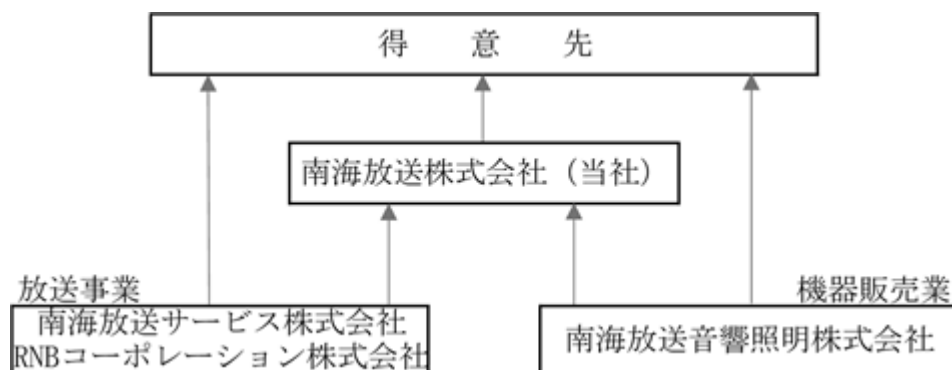 得意先
南海放送株式会社（当社）
放送事業
機器販売業
南海放送サービス株式会社
RNBコーポレーション株式会社
南海放送音響照明株式会社